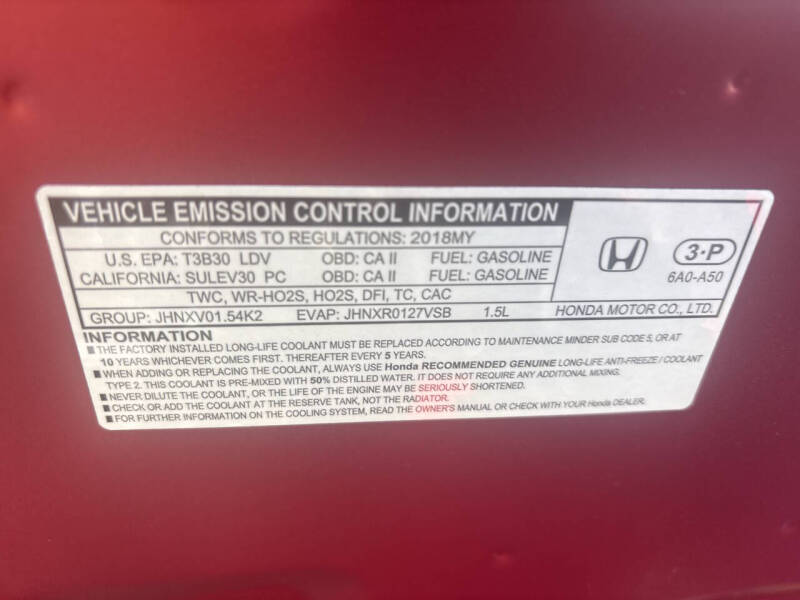 VEHICLE EMISSION CONTROL INFORMATION
CONFORMS TO REGULATIONS: 2018MY
U.S. EPA: T3B30 LDV OBD: CA II FUEL: GASOLINE
CALIFORNIA: SULEV30 PC OBD: CA II FUEL: GASOLINE
TWC, WR-HO2S, HO2S, DFI, TC, CAC
GROUP: JHNXV01.54K2 EVAP: JHNXR0127VSB 1.5L
3·P
6A0-A50
HONDA MOTOR CO., LTD.
INFORMATION
■ THE FACTORY INSTALLED LONG-LIFE COOLANT MUST BE REPLACED ACCORDING TO MAINTENANCE MINDER SUB CODE 5, OR AT
10 YEARS WHICHEVER COMES FIRST. THEREAFTER EVERY 5 YEARS.
■ WHEN ADDING OR REPLACING THE COOLANT, ALWAYS USE Honda RECOMMENDED GENUINE LONG-LIFE ANTI-FREEZE / COOLANT
TYPE 2. THIS COOLANT IS PRE-MIXED WITH 50% DISTILLED WATER. IT DOES NOT REQUIRE ANY ADDITIONAL MIXING.
■ NEVER DILUTE THE COOLANT, OR THE LIFE OF THE ENGINE MAY BE SERIOUSLY SHORTENED.
■ CHECK OR ADD THE COOLANT AT THE RESERVE TANK, NOT THE RADIATOR.
■ FOR FURTHER INFORMATION ON THE COOLING SYSTEM, READ THE OWNER'S MANUAL OR CHECK WITH YOUR Honda DEALER.